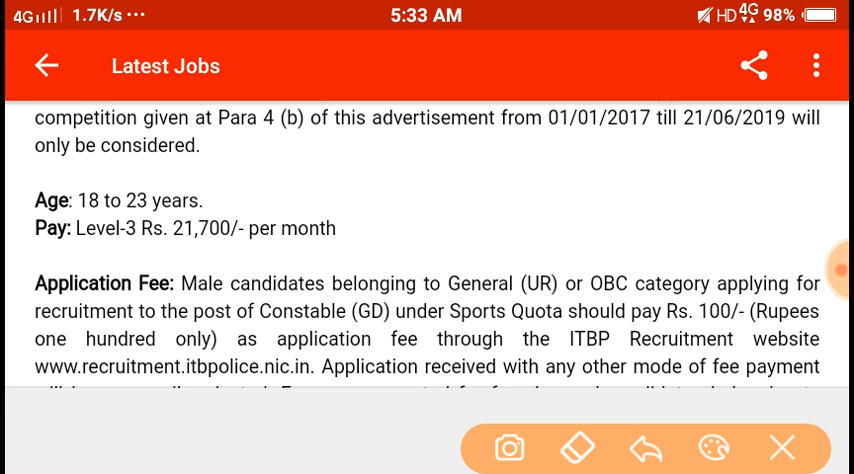 4G 1.7K/s ··· 5:33 AM HD 4G 98%
Latest Jobs
competition given at Para 4 (b) of this advertisement from 01/01/2017 till 21/06/2019 will
only be considered.
Age: 18 to 23 years.
Pay: Level-3 Rs. 21,700/- per month
Application Fee: Male candidates belonging to General (UR) or OBC category applying for
recruitment to the post of Constable (GD) under Sports Quota should pay Rs. 100/- (Rupees
one hundred only) as application fee through the ITBP Recruitment website
www.recruitment.itbpolice.nic.in. Application received with any other mode of fee payment